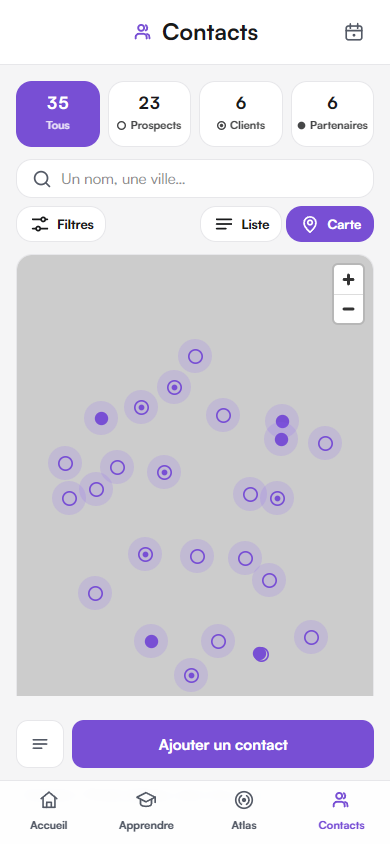 Contacts
35
Tous
23
Prospects
6
Clients
6
Partenaires
Un nom, une ville...
Filtres
Liste
Carte
+
−
Ajouter un contact
Accueil
Apprendre
Atlas
Contacts